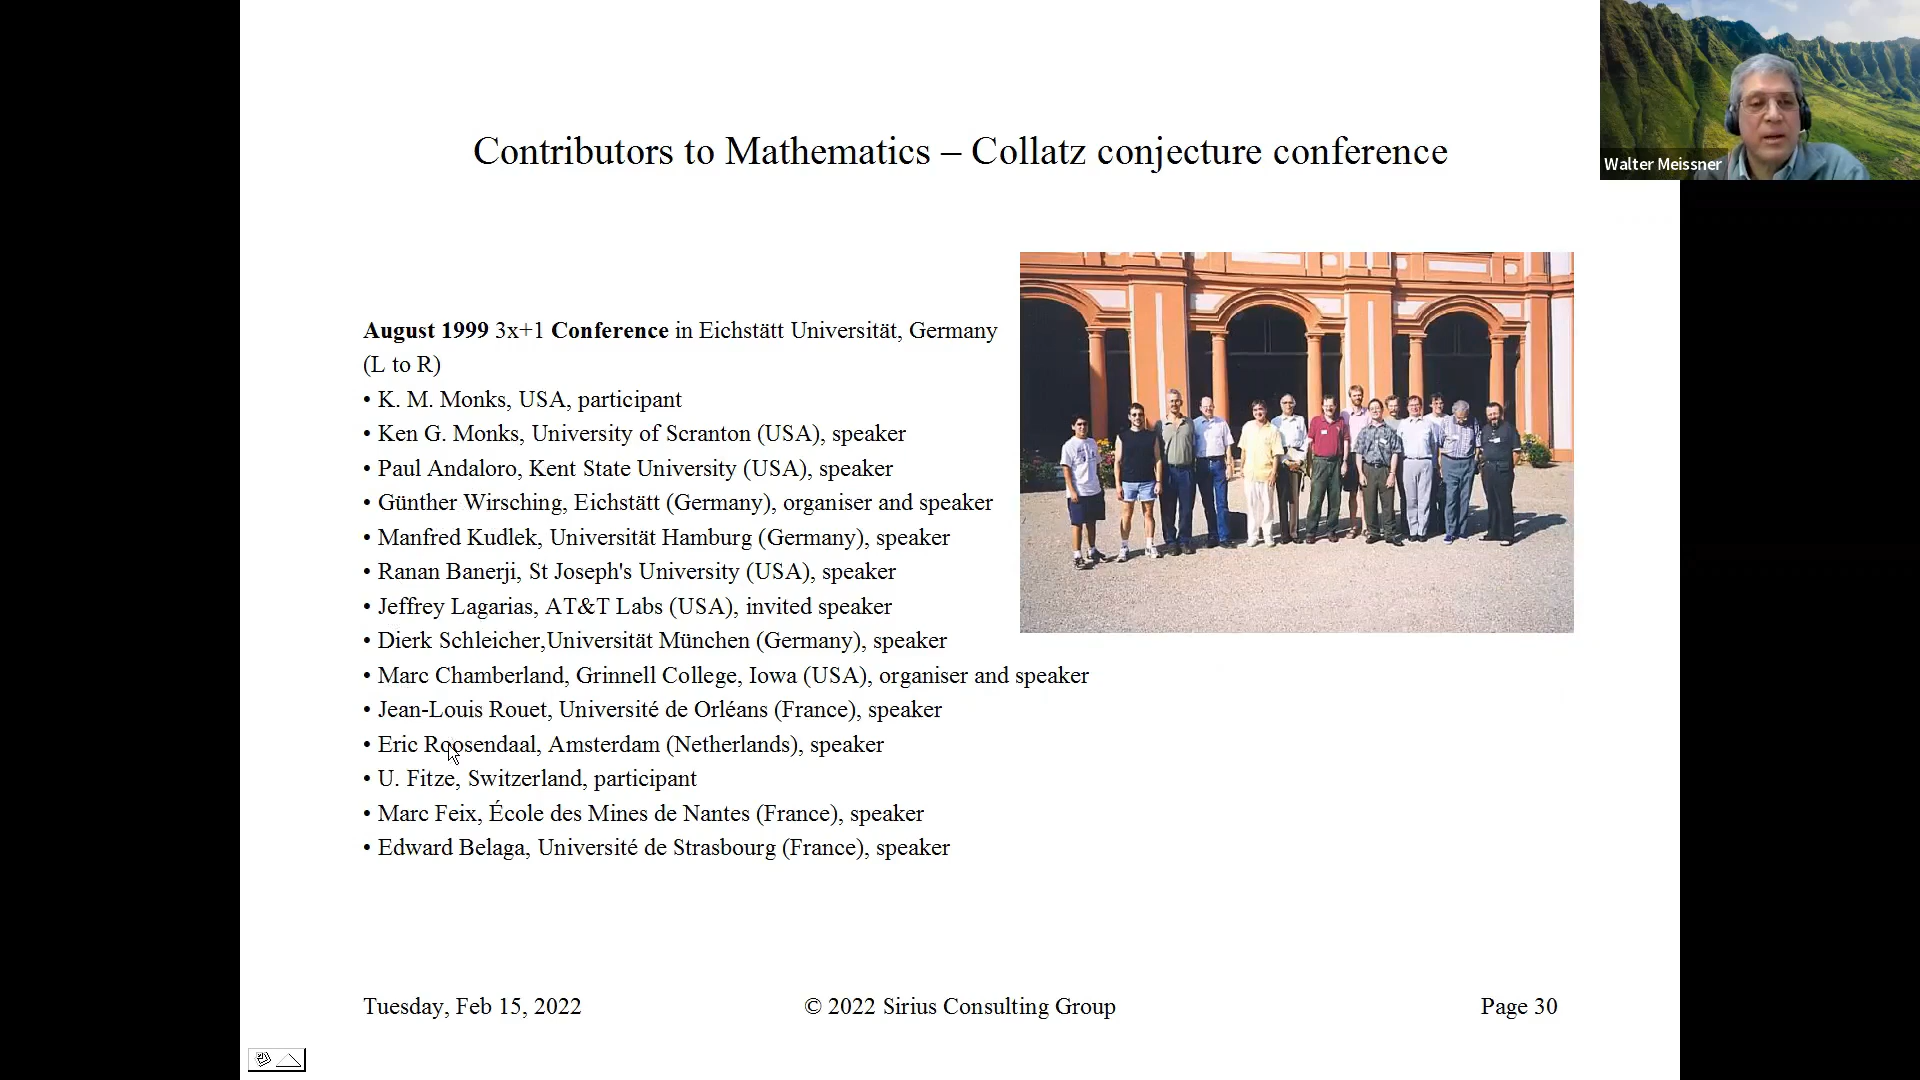 Contributors to Mathematics – Collatz conjecture conference
Walter Meissner
August 1999 3x+1 Conference in Eichstätt Universität, Germany
(L to R)
• K. M. Monks, USA, participant
• Ken G. Monks, University of Scranton (USA), speaker
• Paul Andaloro, Kent State University (USA), speaker
• Günther Wirsching, Eichstätt (Germany), organiser and speaker
• Manfred Kudlek, Universität Hamburg (Germany), speaker
• Ranan Banerji, St Joseph's University (USA), speaker
• Jeffrey Lagarias, AT&T Labs (USA), invited speaker
• Dierk Schleicher,Universität München (Germany), speaker
• Marc Chamberland, Grinnell College, Iowa (USA), organiser and speaker
• Jean-Louis Rouet, Université de Orléans (France), speaker
• Eric Roosendaal, Amsterdam (Netherlands), speaker
• U. Fitze, Switzerland, participant
• Marc Feix, École des Mines de Nantes (France), speaker
• Edward Belaga, Université de Strasbourg (France), speaker
Tuesday, Feb 15, 2022
© 2022 Sirius Consulting Group
Page 30